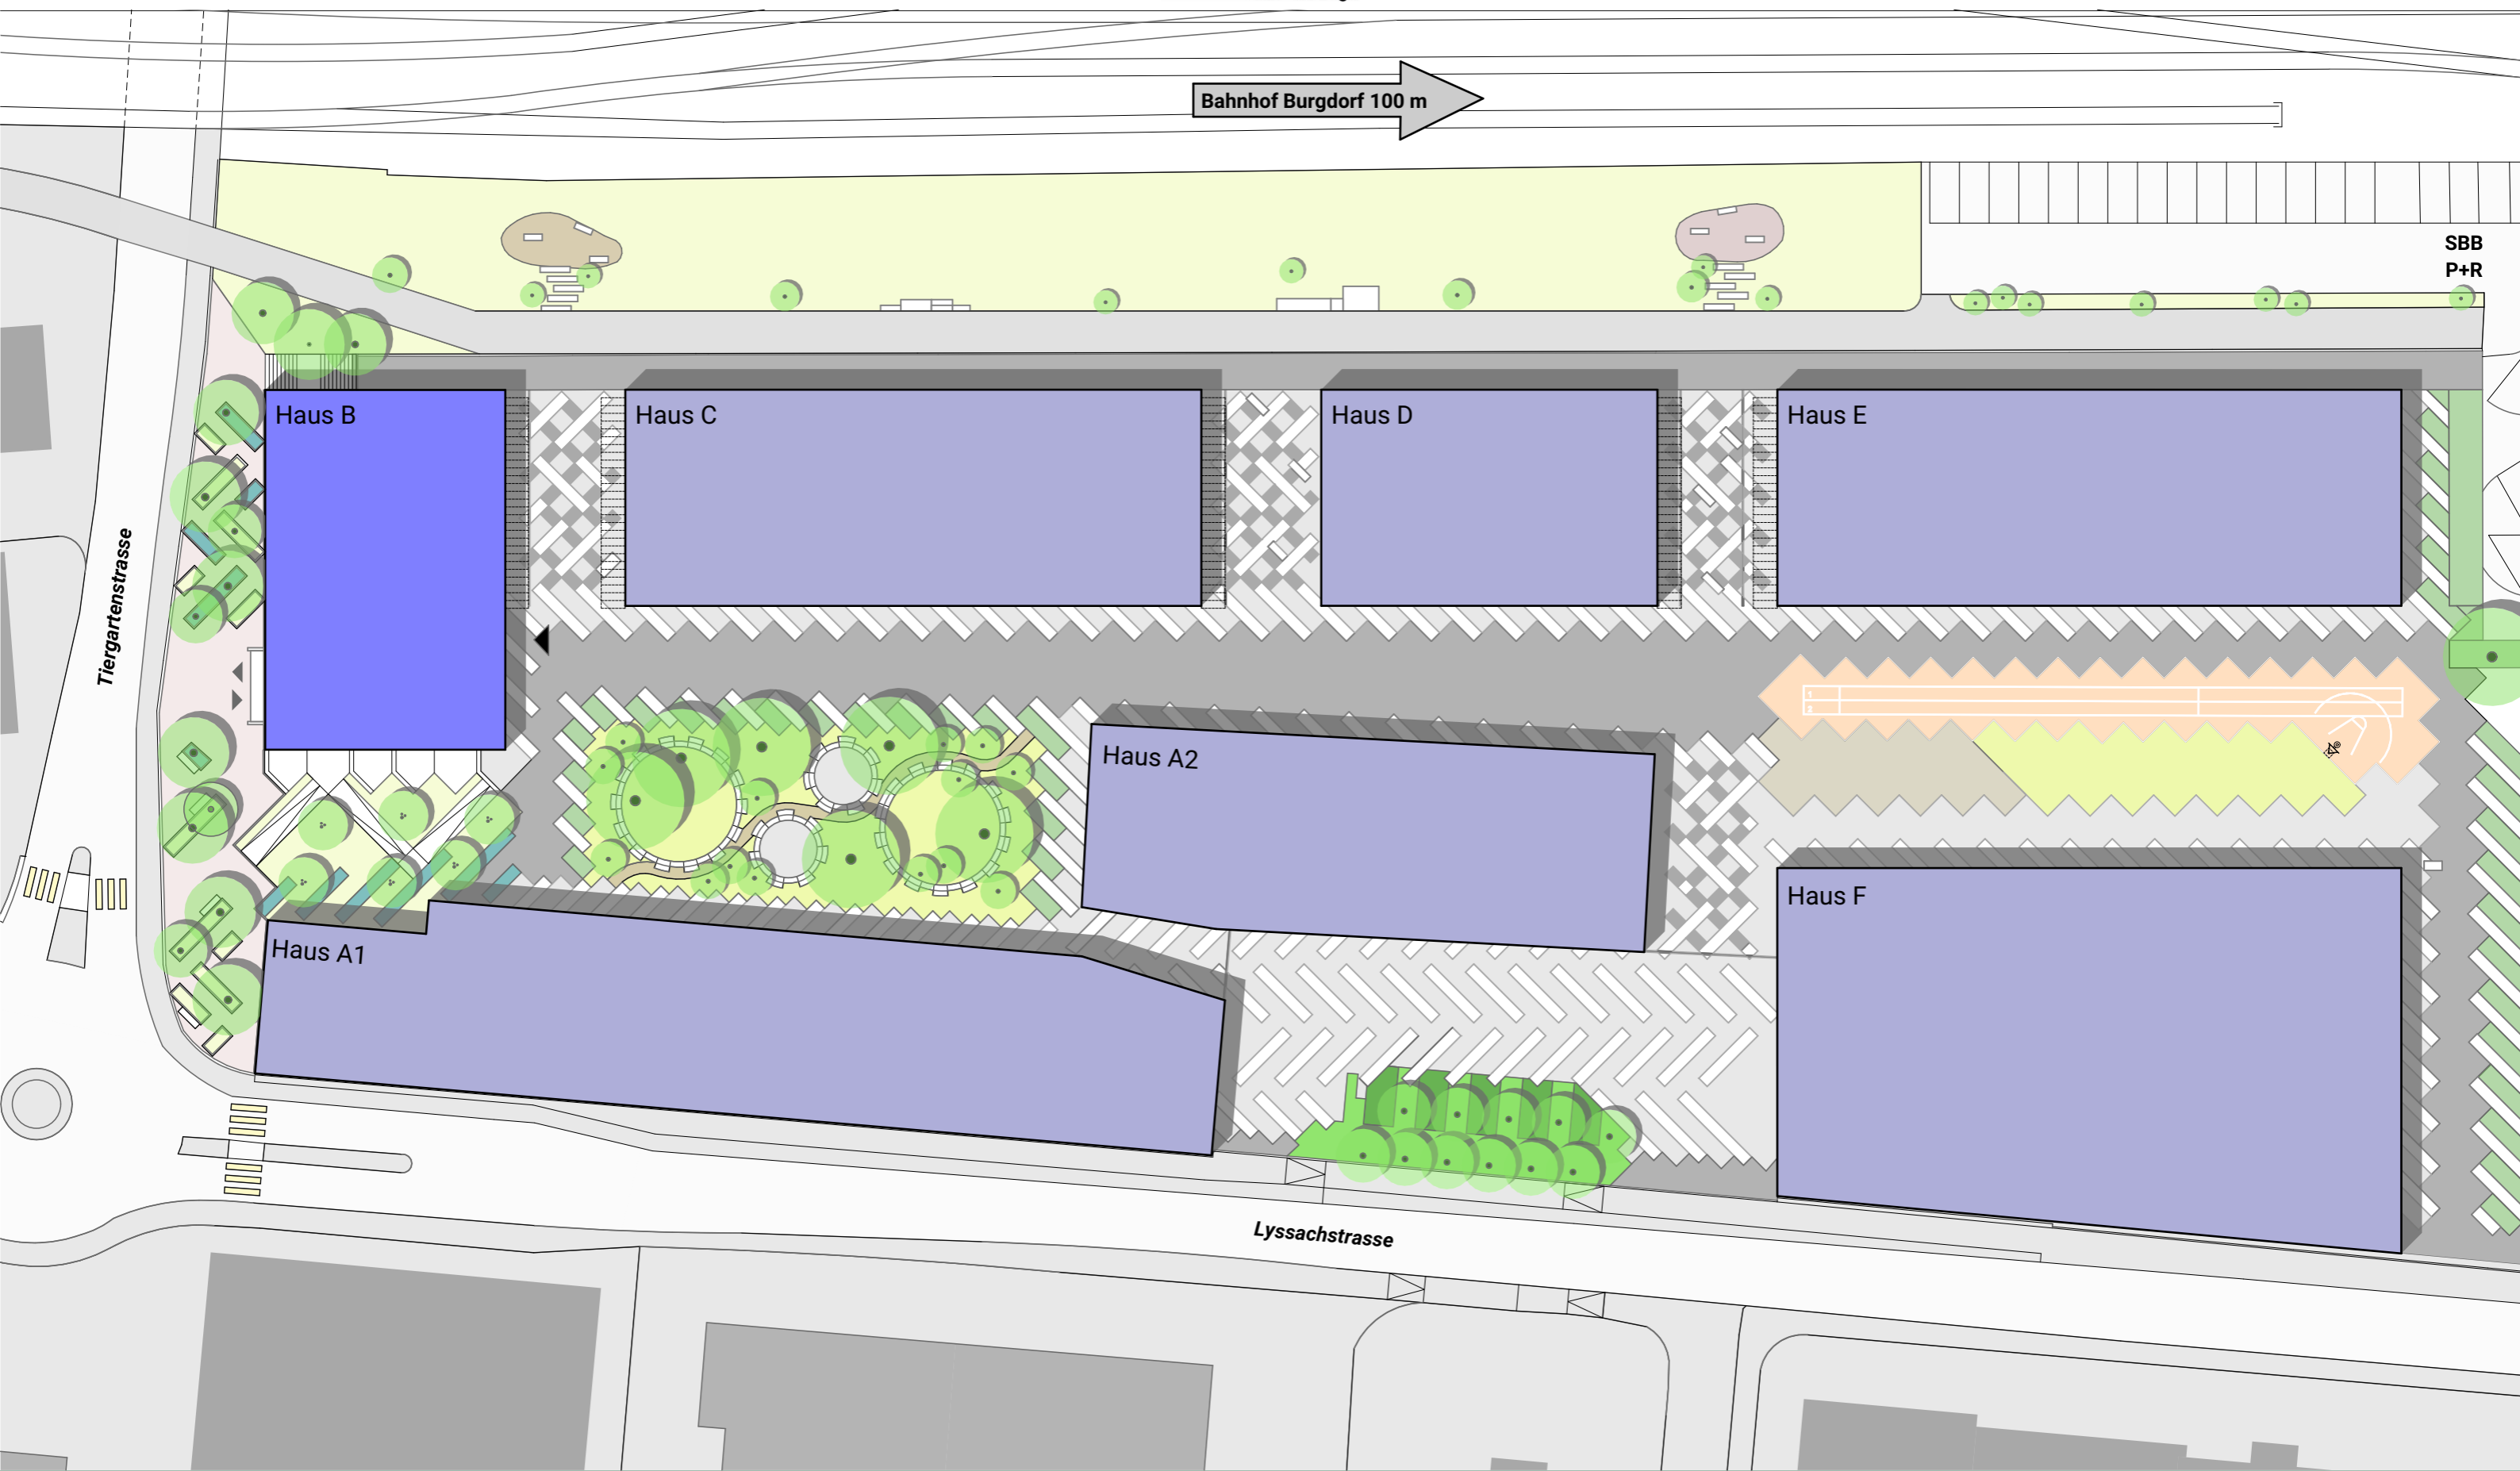 Bahnhof Burgdorf 100 m
SBB
P+R
Haus B
Haus C
Haus D
Haus E
Tiergartenstrasse
Haus A2
Haus F
Haus A1
Lyssachstrasse